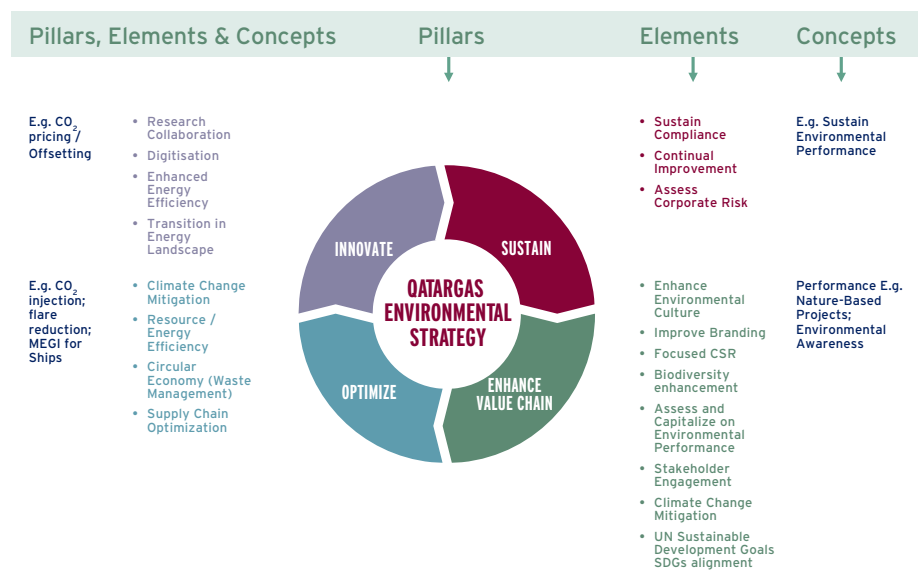 Pillars, Elements & Concepts
Pillars
Elements
Concepts
E.g. CO₂
pricing /
Offsetting
• Research
Collaboration
• Digitisation
• Enhanced
Energy
Efficiency
• Transition in
Energy
Landscape
E.g. CO₂
injection;
flare
reduction;
MEGI for
Ships
• Climate Change
Mitigation
• Resource /
Energy
Efficiency
• Circular
Economy (Waste
Management)
• Supply Chain
Optimization
INNOVATE
SUSTAIN
QATARGAS
ENVIRONMENTAL
STRATEGY
OPTIMIZE
ENHANCE
VALUE CHAIN
• Sustain
Compliance
• Continual
Improvement
• Assess
Corporate Risk
E.g. Sustain
Environmental
Performance
• Enhance
Environmental
Culture
• Improve Branding
• Focused CSR
• Biodiversity
enhancement
• Assess and
Capitalize on
Environmental
Performance
• Stakeholder
Engagement
• Climate Change
Mitigation
• UN Sustainable
Development Goals
SDGs alignment
Performance E.g.
Nature-Based
Projects;
Environmental
Awareness